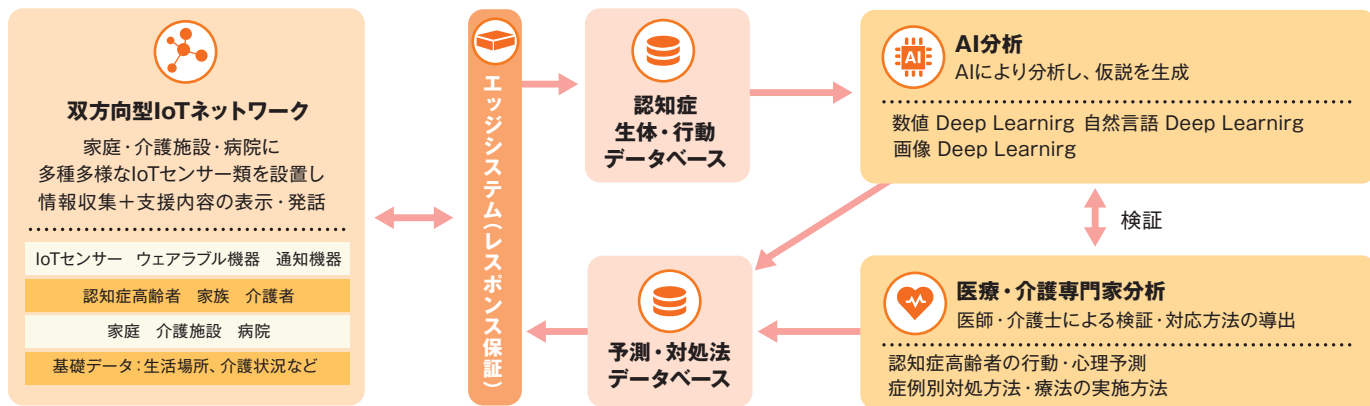 双方向型IoTネットワーク
家庭・介護施設・病院に
多種多様なIoTセンサー類を設置し
情報収集＋支援内容の表示・発話
IoTセンサー　ウェアラブル機器　通知機器
認知症高齢者　家族　介護者
家庭　介護施設　病院
基礎データ：生活場所、介護状況など
エッジシステム（レスポンス保証）
認知症
生体・行動
データベース
予測・対処法
データベース
AI
AI分析
AIにより分析し、仮説を生成
数値 Deep Learnirg 自然言語 Deep Learnirg
画像 Deep Learnirg
検証
医療・介護専門家分析
医師・介護士による検証・対応方法の導出
認知症高齢者の行動・心理予測
症例別対処方法・療法の実施方法